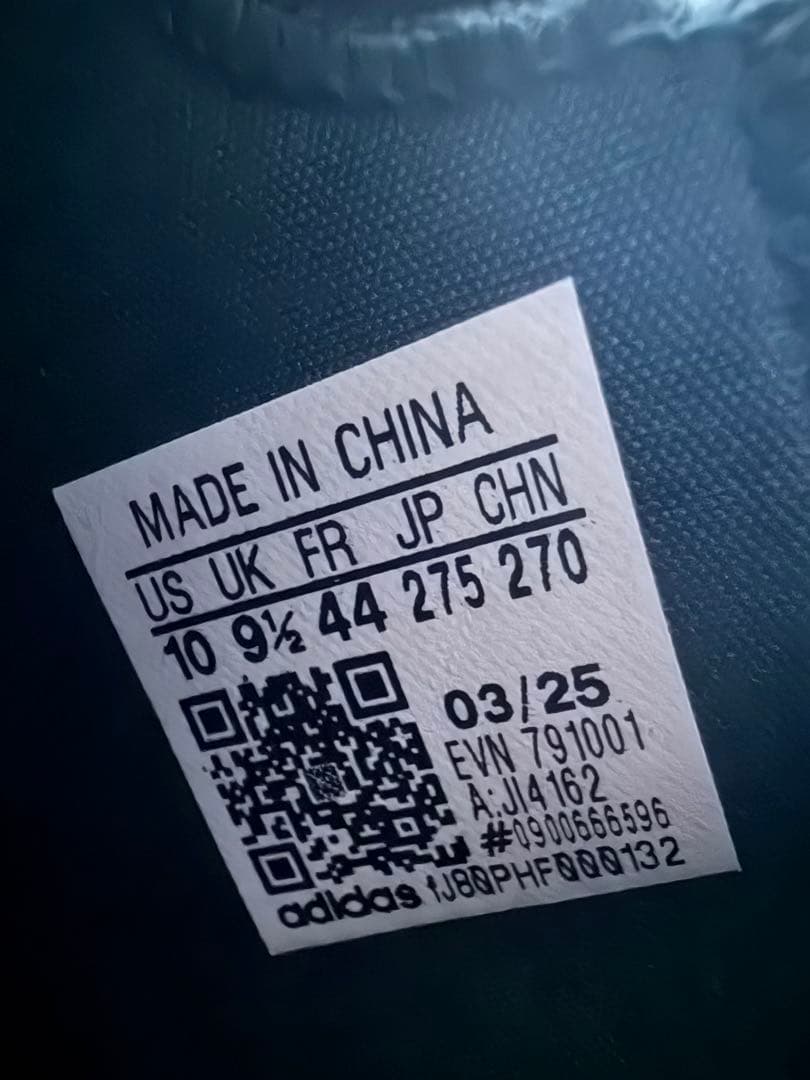 MADE IN CHINA
US UK FR JP CHN
10 9½ 44 275 270
03/25
EVN 791001
A:JI4162
#0900666596
adidas 1J80PHF000132